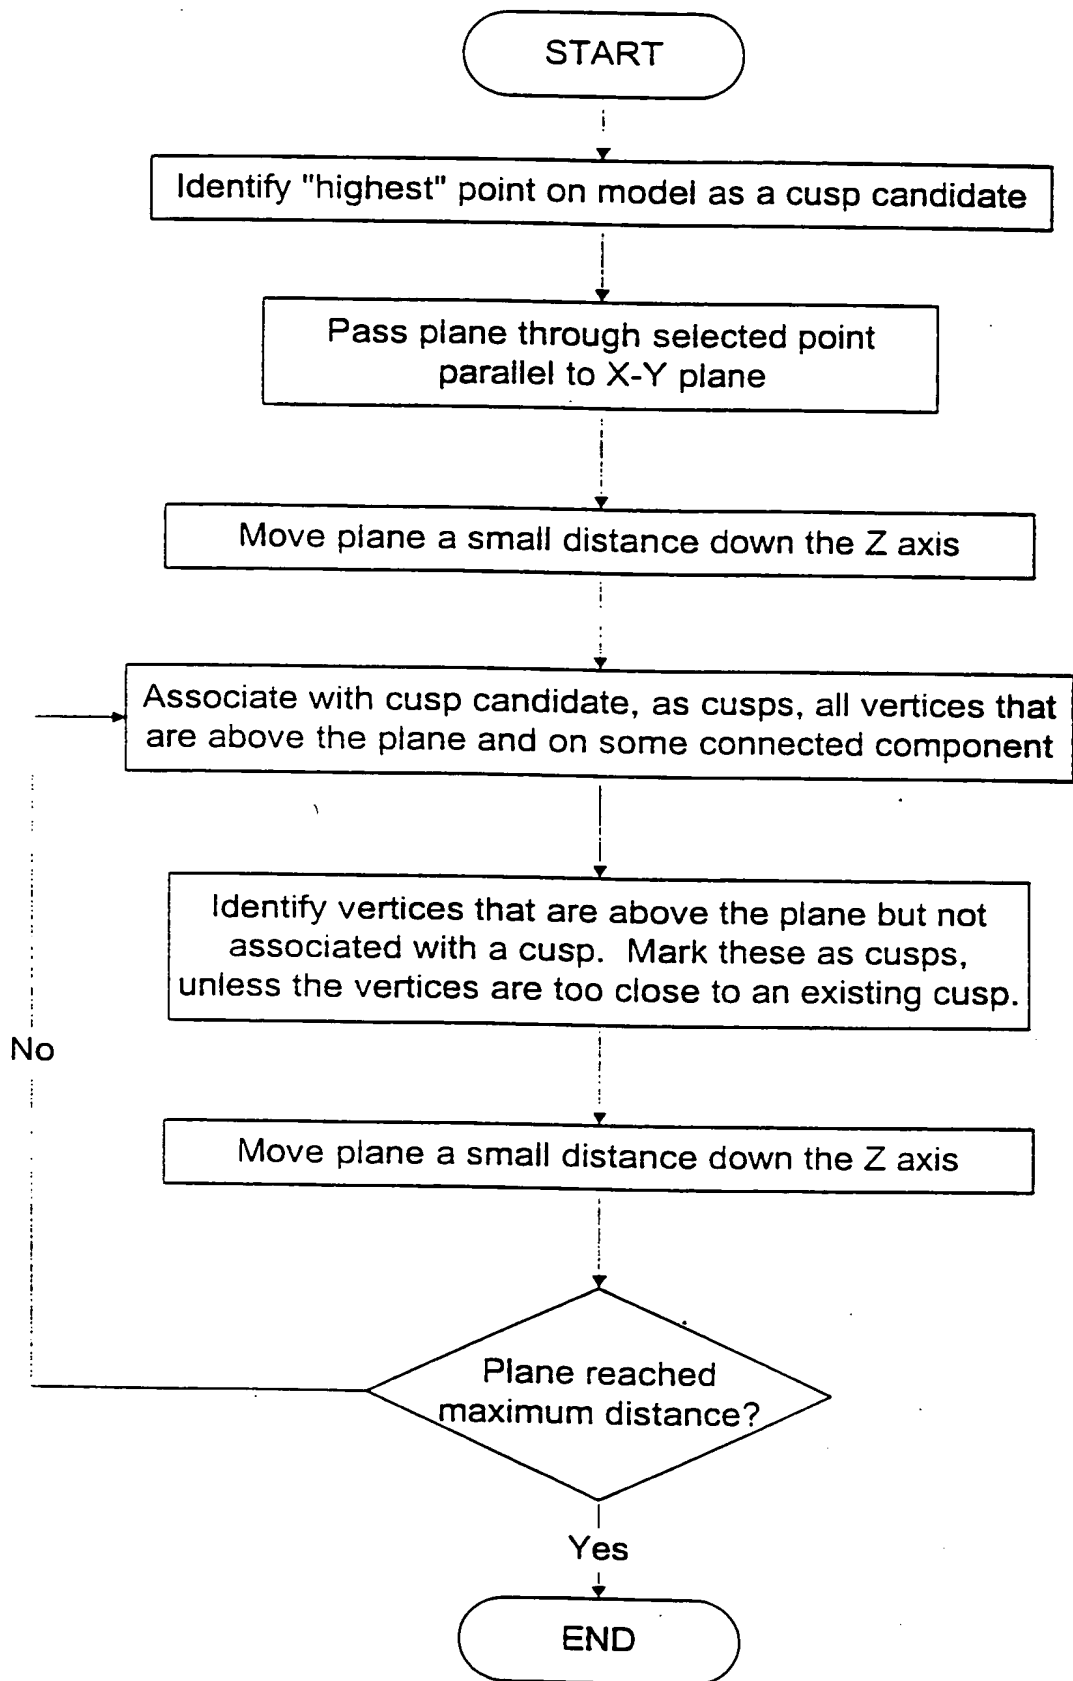 START
Identify "highest" point on model as a cusp candidate
Pass plane through selected point
parallel to X-Y plane
Move plane a small distance down the Z axis
Associate with cusp candidate, as cusps, all vertices that
are above the plane and on some connected component
Identify vertices that are above the plane but not
associated with a cusp. Mark these as cusps,
unless the vertices are too close to an existing cusp.
No
Move plane a small distance down the Z axis
Plane reached
maximum distance?
Yes
END